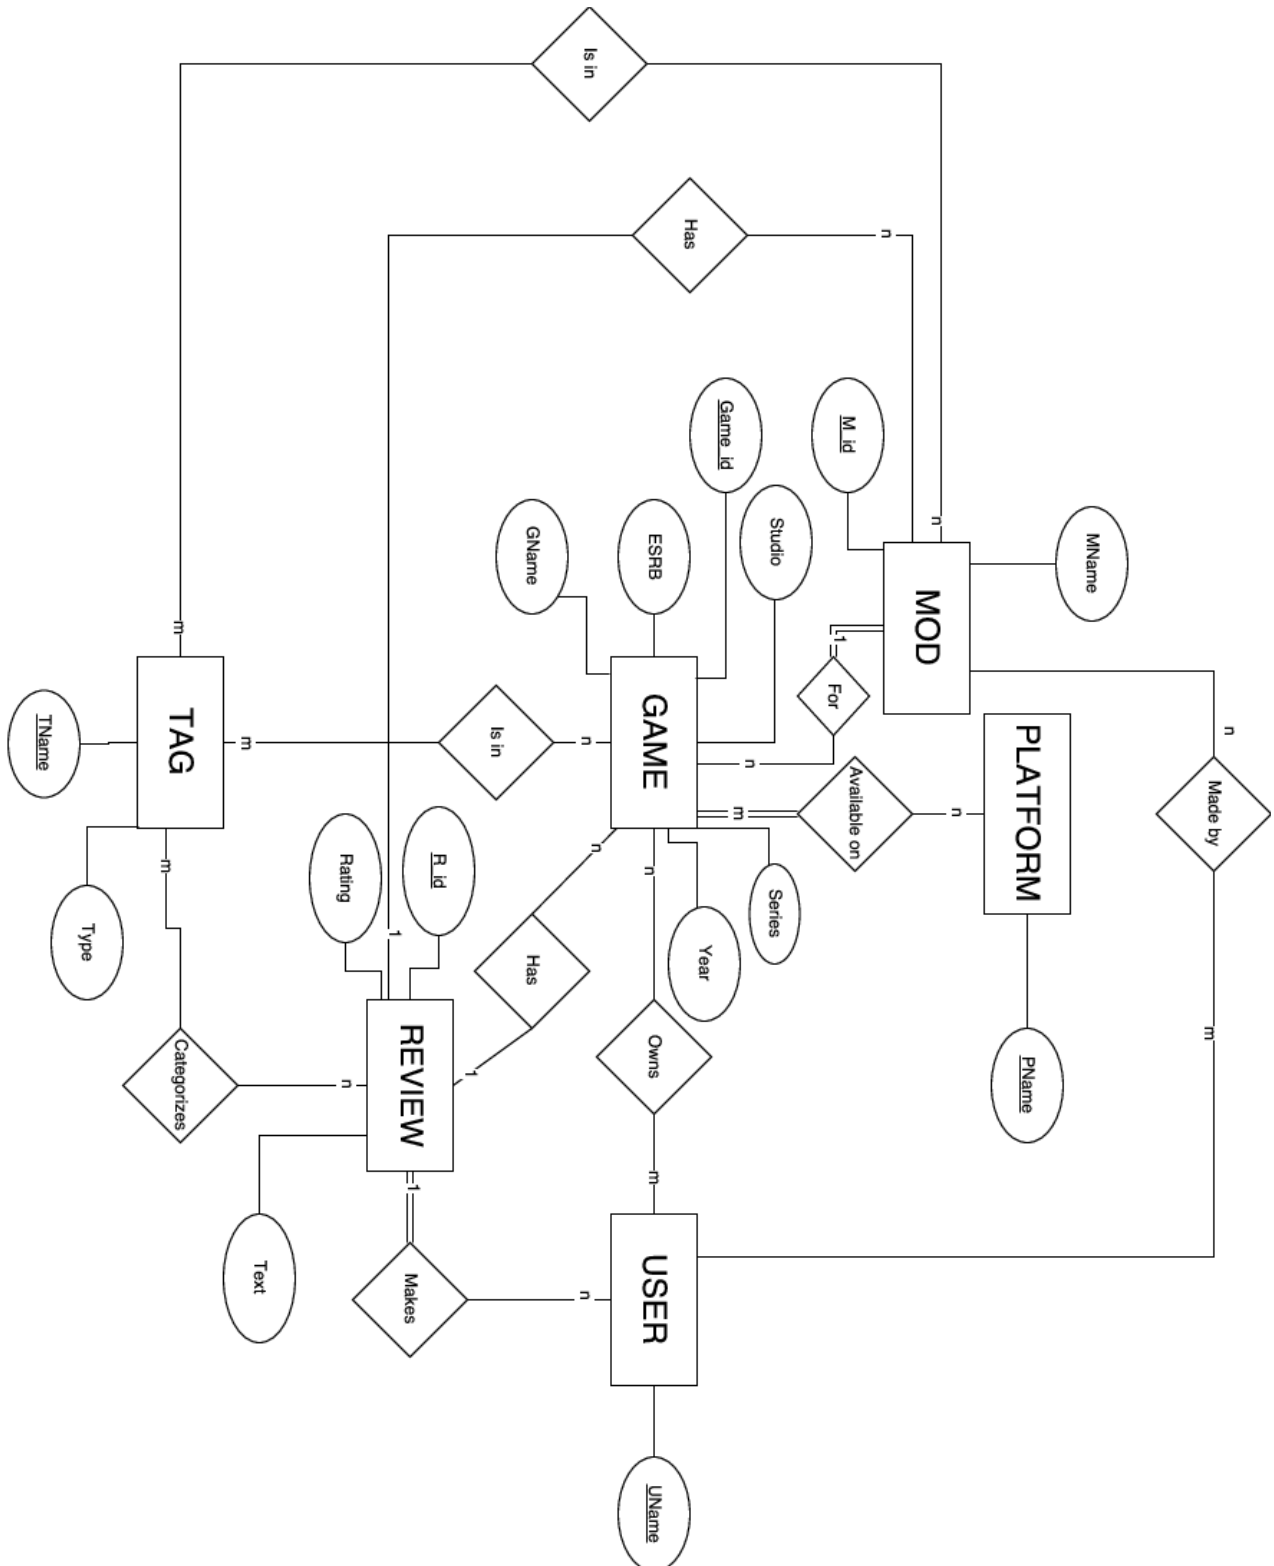 n
Made by
m
MName
PLATFORM
PName
n
n
MOD
n
M_id
Available on
1
For
Studio
Series
n
m
Game_id
Year
Has
ESRB
GAME
n
Owns
m
USER
UName
Is in
n
n
n
GName
Has
Is in
1
R_id
REVIEW
1
Makes
1
Rating
n
Text
m
m
TAG
m
Categorizes
Type
TName